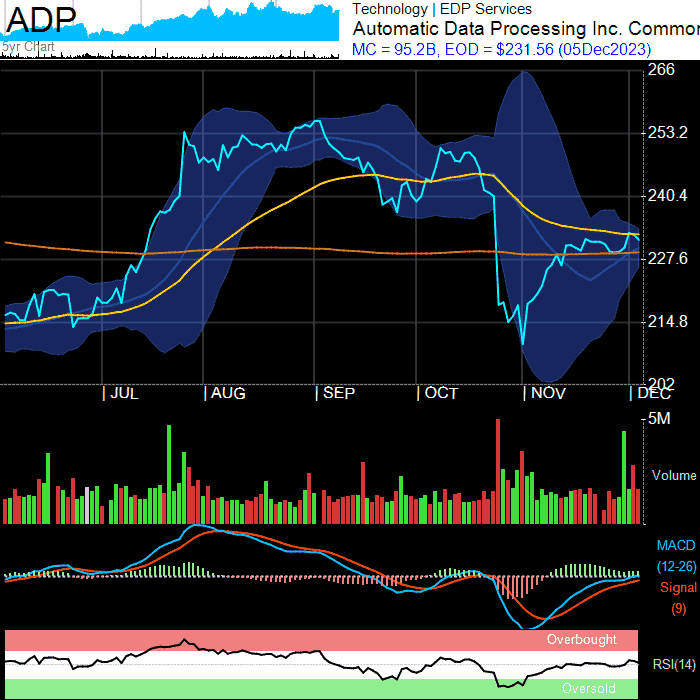 ADP
5yr Chart
Technology | EDP Services
Automatic Data Processing Inc. Common
MC = 95.2B, EOD = $231.56 (05Dec2023)
266
253.2
240.4
227.6
214.8
202
| JUL | AUG | SEP | OCT | NOV | DEC
5M
Volume
MACD
(12-26)
Signal
(9)
Overbought
RSI(14)
Oversold